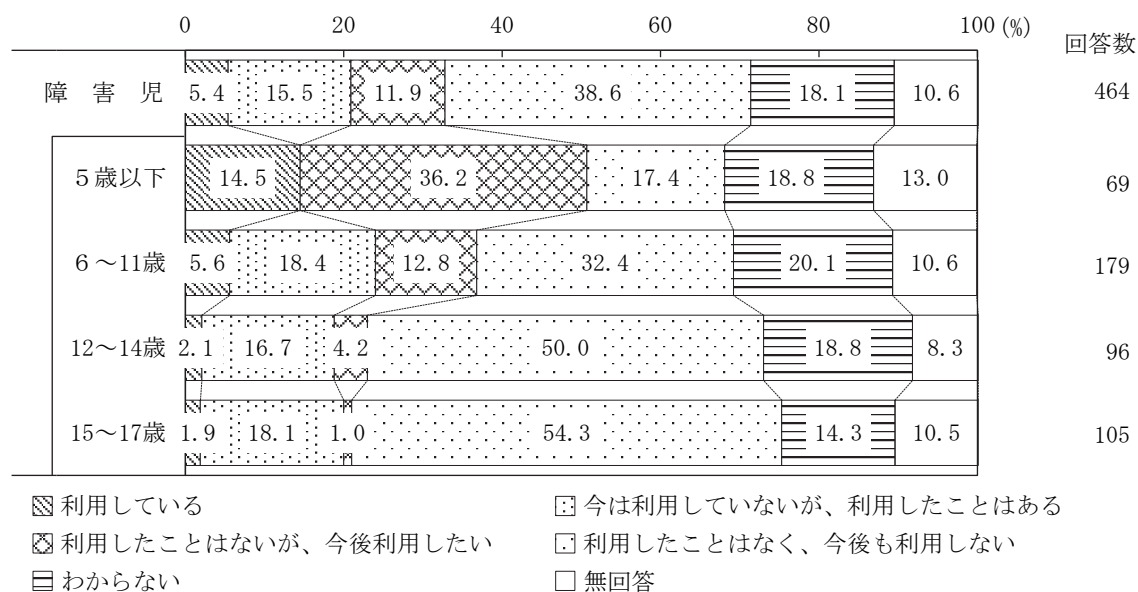 0 20 40 60 80 100 (%)
回答数
障害児 5.4 15.5 11.9 38.6 18.1 10.6 464
5歳以下 14.5 36.2 17.4 18.8 13.0 69
6〜11歳 5.6 18.4 12.8 32.4 20.1 10.6 179
12〜14歳 2.1 16.7 4.2 50.0 18.8 8.3 96
15〜17歳 1.9 18.1 1.0 54.3 14.3 10.5 105
利用している 今は利用していないが、利用したことはある
利用したことはないが、今後利用したい 利用したことはなく、今後も利用しない
わからない 無回答